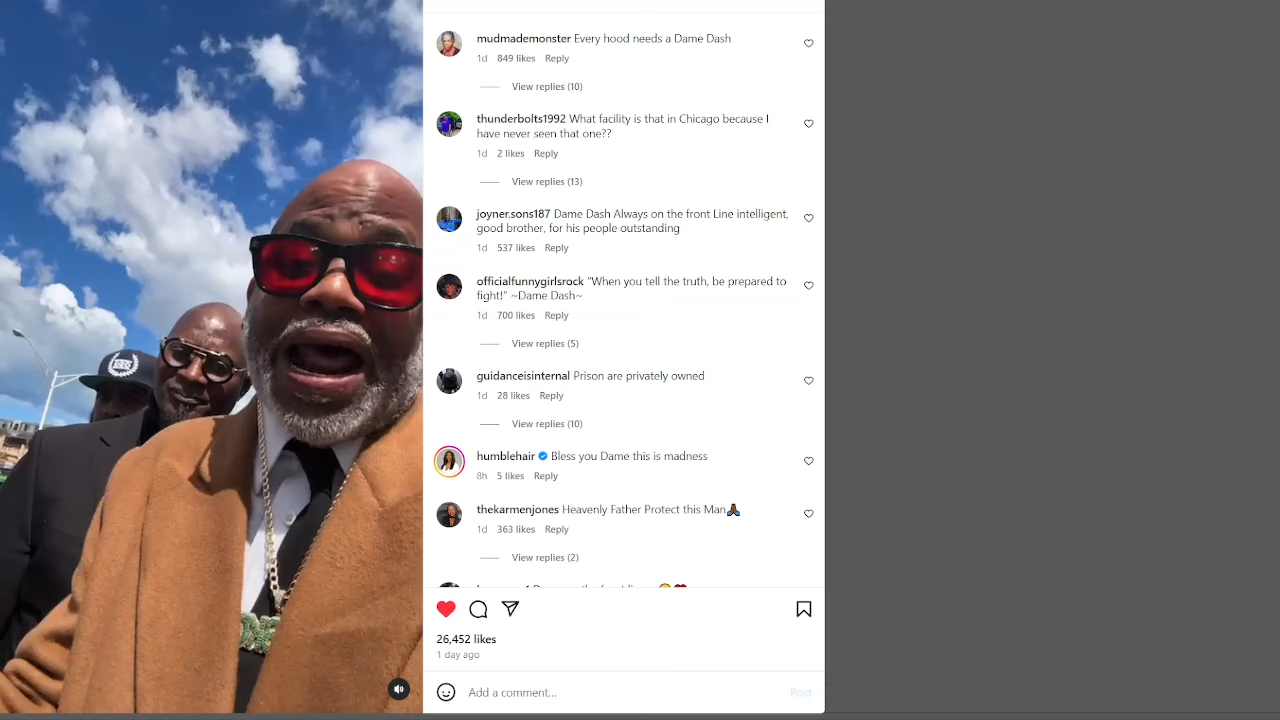 mudmademonster Every hood needs a Dame Dash
1d 849 likes Reply
View replies (10)
thunderbolts1992 What facility is that in Chicago because I
have never seen that one??
1d 2 likes Reply
View replies (13)
joyner.sons187 Dame Dash Always on the front Line intelligent,
good brother, for his people outstanding
1d 537 likes Reply
officialfunnygirlsrock "When you tell the truth, be prepared to
fight!" ~Dame Dash~
1d 700 likes Reply
View replies (5)
guidanceisinternal Prison are privately owned
1d 28 likes Reply
View replies (10)
humblehair Bless you Dame this is madness
8h 5 likes Reply
thekarmenjones Heavenly Father Protect this Man🙏🏾
1d 363 likes Reply
View replies (2)
26,452 likes
1 day ago
Add a comment...
Post